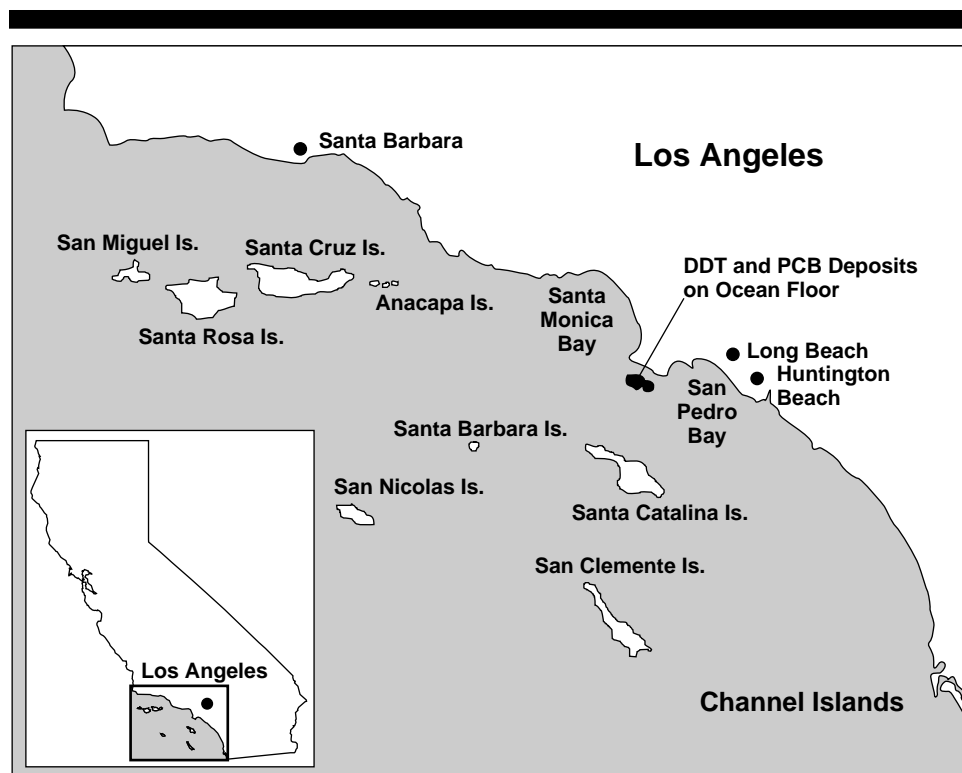 Santa Barbara
Los Angeles
San Miguel Is.
Santa Cruz Is.
DDT and PCB Deposits
on Ocean Floor
Anacapa Is.
Santa
Monica
Bay
Santa Rosa Is.
Long Beach
Huntington
Beach
San
Pedro
Bay
Santa Barbara Is.
San Nicolas Is.
Santa Catalina Is.
San Clemente Is.
Los Angeles
Channel Islands